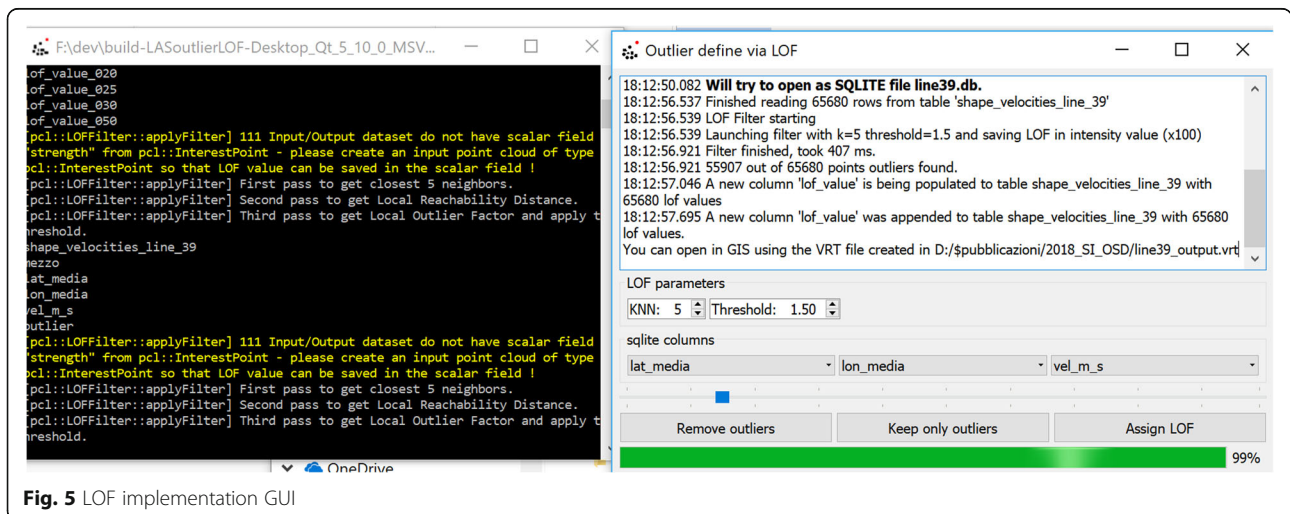 F:\dev\build-LASoutlierLOF-Desktop_Qt_5_10_0_MSV...
lof_value_020
lof_value_025
lof_value_030
lof_value_050
[pcl::LOFFilter::applyFilter] 111 Input/Output dataset do not have scalar field
"strength" from pcl::InterestPoint - please create an input point cloud of type
pcl::InterestPoint so that LOF value can be saved in the scalar field !
[pcl::LOFFilter::applyFilter] First pass to get closest 5 neighbors.
[pcl::LOFFilter::applyFilter] Second pass to get Local Reachability Distance.
[pcl::LOFFilter::applyFilter] Third pass to get Local Outlier Factor and apply t
hreshold.
shape_velocities_line_39
mezzo
lat_media
lon_media
vel_m_s
outlier
[pcl::LOFFilter::applyFilter] 111 Input/Output dataset do not have scalar field
"strength" from pcl::InterestPoint - please create an input point cloud of type
pcl::InterestPoint so that LOF value can be saved in the scalar field !
[pcl::LOFFilter::applyFilter] First pass to get closest 5 neighbors.
[pcl::LOFFilter::applyFilter] Second pass to get Local Reachability Distance.
[pcl::LOFFilter::applyFilter] Third pass to get Local Outlier Factor and apply t
hreshold.
OneDrive
Outlier define via LOF
18:12:50.082 Will try to open as SQLITE file line39.db.
18:12:56.537 Finished reading 65680 rows from table 'shape_velocities_line_39'
18:12:56.539 LOF Filter starting
18:12:56.539 Launching filter with k=5 threshold=1.5 and saving LOF in intensity value (x100)
18:12:56.921 Filter finished, took 407 ms.
18:12:56.921 55907 out of 65680 points outliers found.
18:12:57.046 A new column 'lof_value' is being populated to table shape_velocities_line_39 with
65680 lof values
18:12:57.695 A new column 'lof_value' was appended to table shape_velocities_line_39 with 65680
lof values.
You can open in GIS using the VRT file created in D:/$pubblicazioni/2018_SI_OSD/line39_output.vrt
LOF parameters
KNN: 5 Threshold: 1.50
sqlite columns
lat_media lon_media vel_m_s
Remove outliers Keep only outliers Assign LOF
99%
Fig. 5 LOF implementation GUI